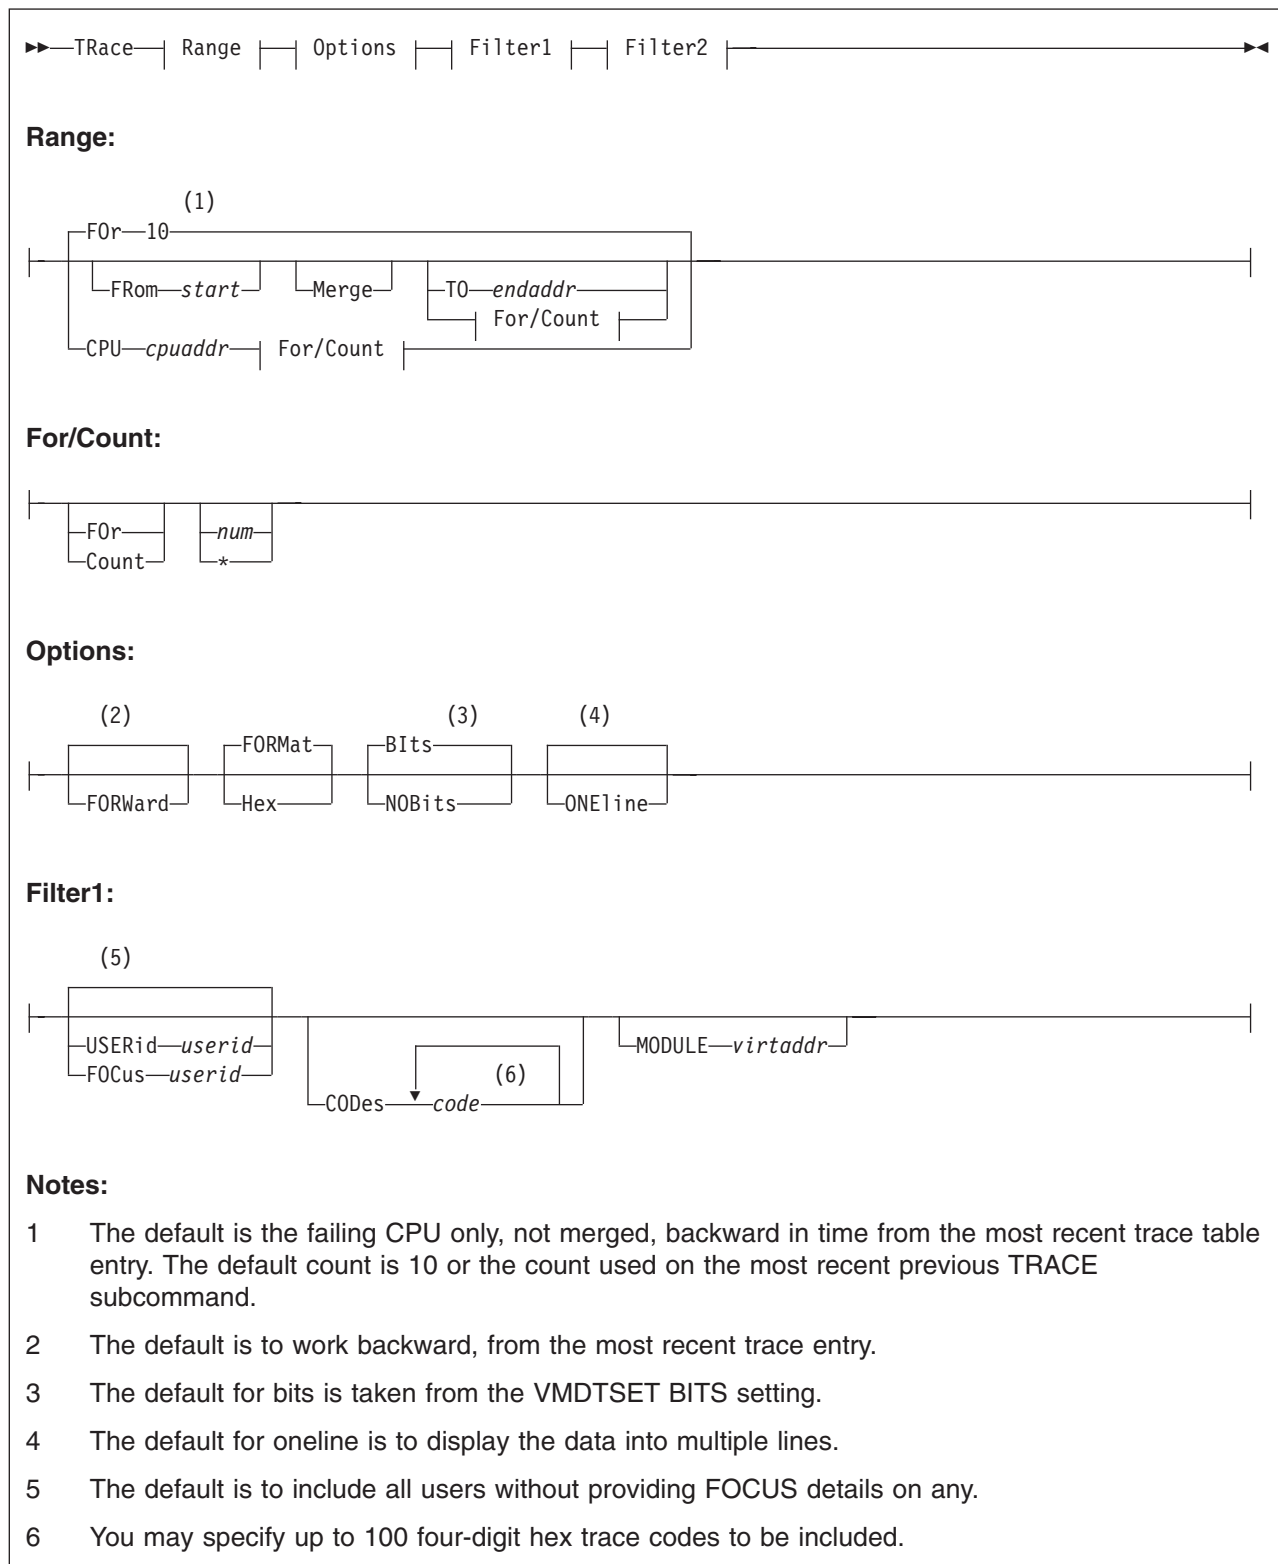 TRace Range Options Filter1 Filter2
Range:
(1)
FOr 10
FRom start Merge TO endaddr
For/Count
CPU cpuaddr For/Count
For/Count:
FOr num
Count *
Options:
(2) (3) (4)
FORMat BIts
FORWard Hex NOBits ONEline
Filter1:
(5)
USERid userid MODULE virtaddr
FOCus userid (6)
CODes code
Notes:
1 The default is the failing CPU only, not merged, backward in time from the most recent trace table
entry. The default count is 10 or the count used on the most recent previous TRACE
subcommand.
2 The default is to work backward, from the most recent trace entry.
3 The default for bits is taken from the VMDTSET BITS setting.
4 The default for oneline is to display the data into multiple lines.
5 The default is to include all users without providing FOCUS details on any.
6 You may specify up to 100 four-digit hex trace codes to be included.